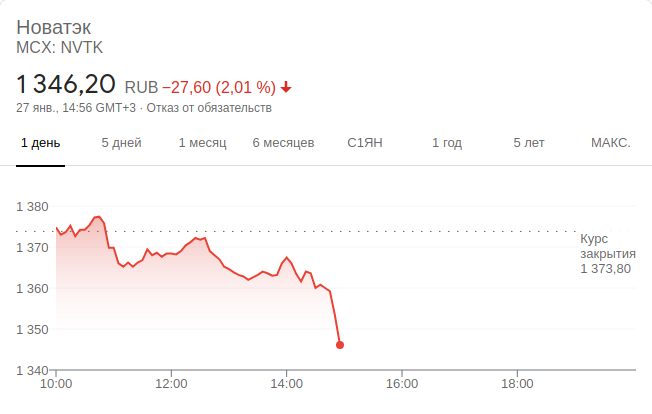 Новатэк
MCX: NVTK
1 346,20 RUB −27,60 (2,01 %)
27 янв., 14:56 GMT+3 · Отказ от обязательств
1 день 5 дней 1 месяц 6 месяцев С1ЯН 1 год 5 лет МАКС.
1 380
1 370
1 360
1 350
1 340
Курс
закрытия
1 373,80
10:00 12:00 14:00 16:00 18:00